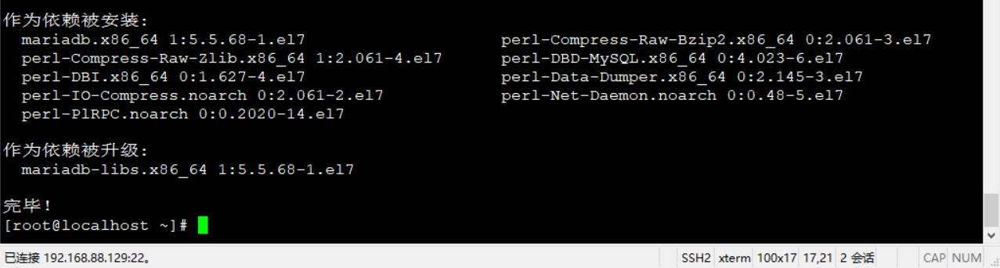 作为依赖被安装:
mariadb.x86_64 1:5.5.68-1.el7 perl-Compress-Raw-Bzip2.x86_64 0:2.061-3.el7
perl-Compress-Raw-Zlib.x86_64 1:2.061-4.el7 perl-DBD-MySQL.x86_64 0:4.023-6.el7
perl-DBI.x86_64 0:1.627-4.el7 perl-Data-Dumper.x86_64 0:2.145-3.el7
perl-IO-Compress.noarch 0:2.061-2.el7 perl-Net-Daemon.noarch 0:0.48-5.el7
perl-PlRPC.noarch 0:0.2020-14.el7
作为依赖被升级:
mariadb-libs.x86_64 1:5.5.68-1.el7
完毕!
[root@localhost ~]#
已连接 192.168.88.129:22。 SSH2 xterm 100x17 17,21 2 会话 CAP NUM